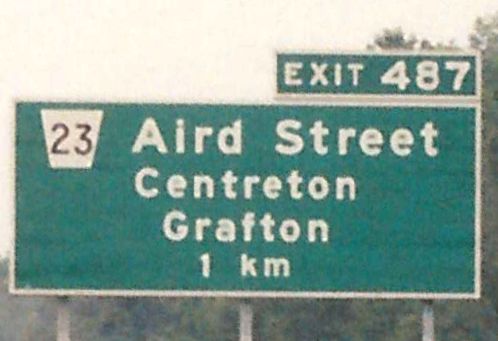 EXIT 487
23 Aird Street
Centreton
Grafton
1 km